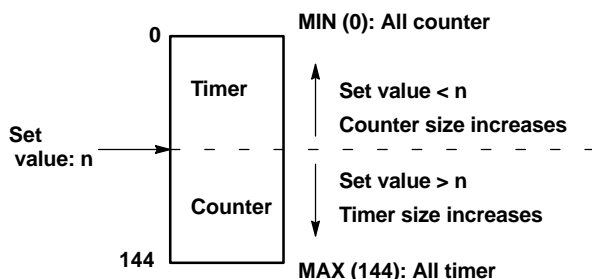 MIN (0): All counter
0
Timer
Set value < n
Counter size increases
Set
value: n
Set value > n
Counter
Timer size increases
144
MAX (144): All timer